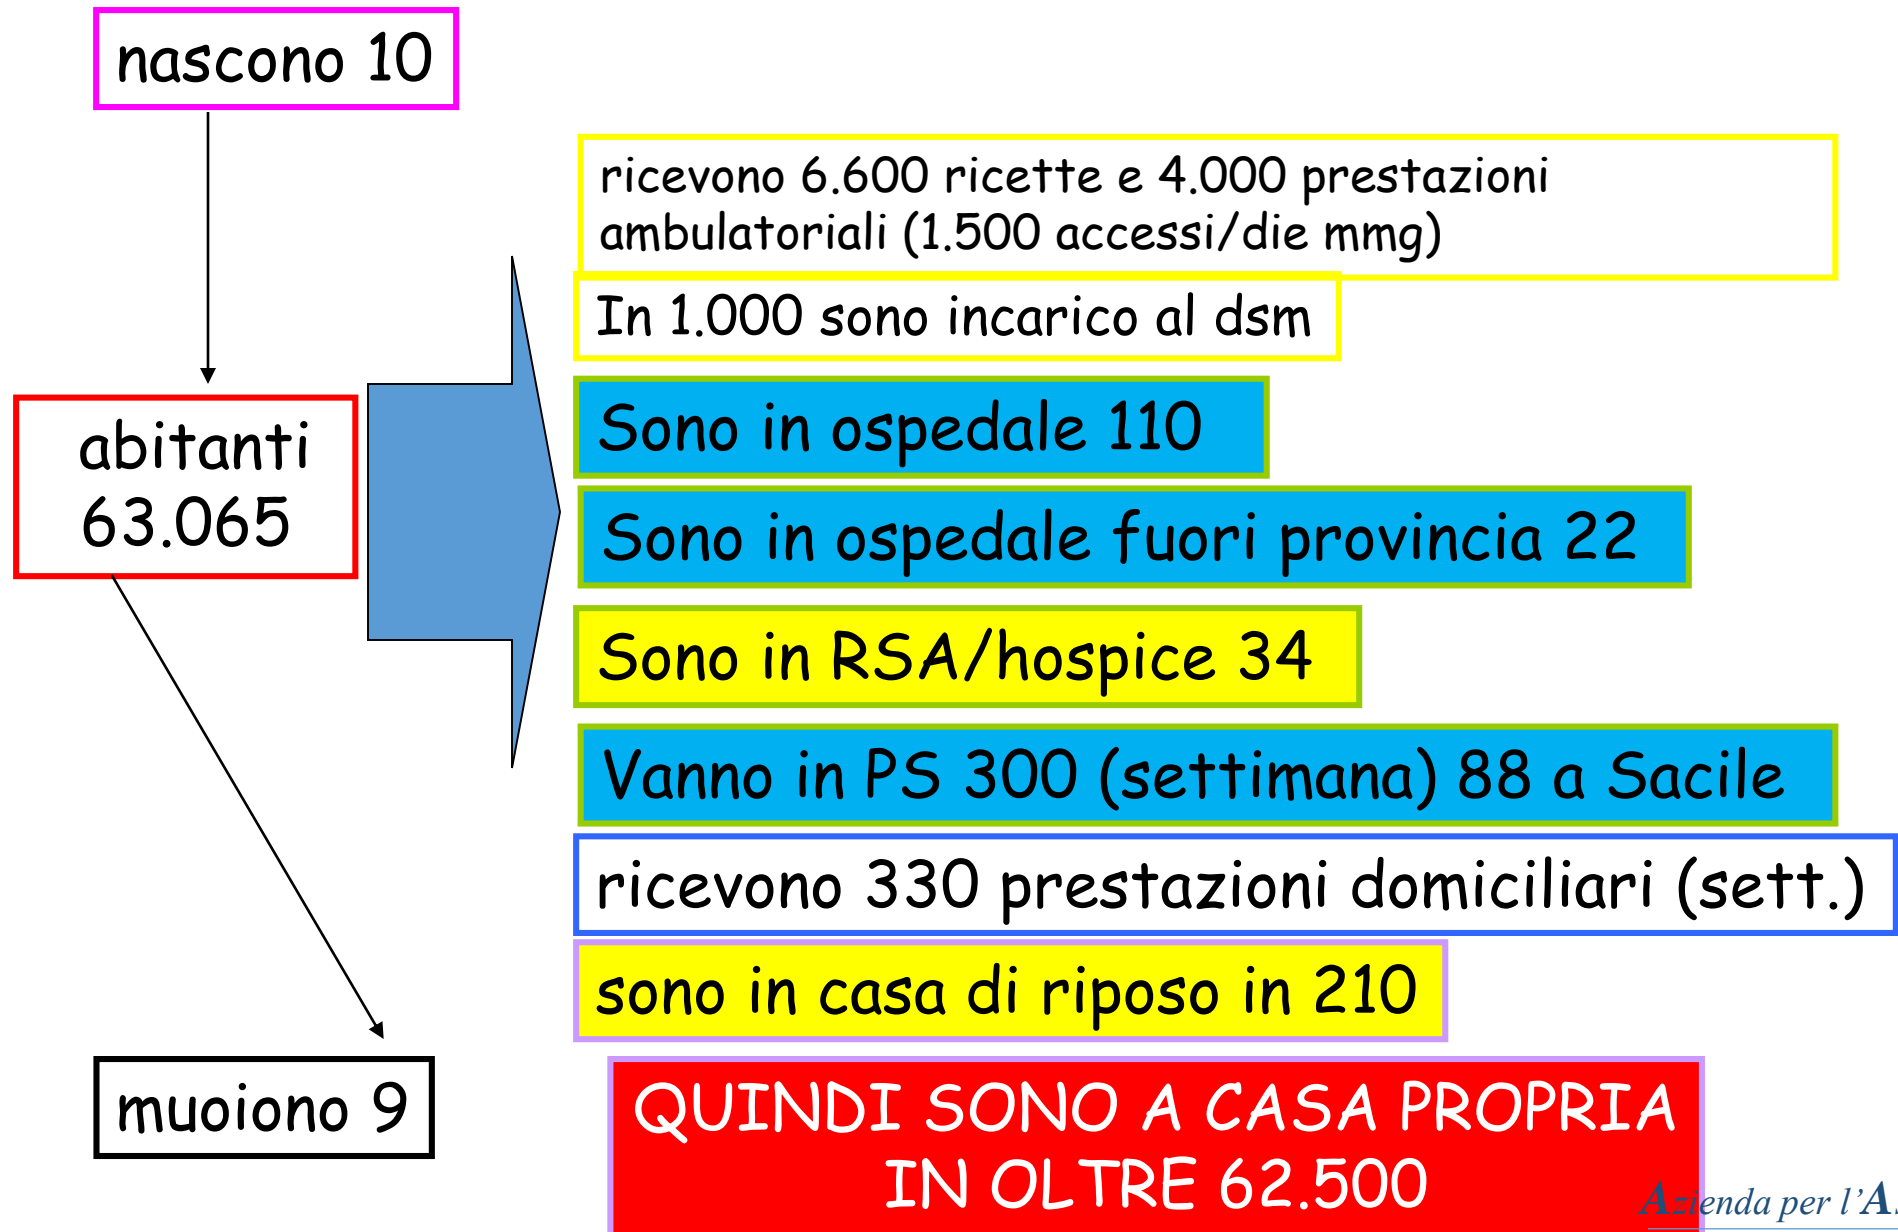 nascono 10
ricevono 6.600 ricette e 4.000 prestazioni
ambulatoriali (1.500 accessi/die mmg)
In 1.000 sono incarico al dsm
abitanti
63.065
Sono in ospedale 110
Sono in ospedale fuori provincia 22
Sono in RSA/hospice 34
Vanno in PS 300 (settimana) 88 a Sacile
ricevono 330 prestazioni domiciliari (sett.)
sono in casa di riposo in 210
muoiono 9
QUINDI SONO A CASA PROPRIA
IN OLTRE 62.500
Azienda per l'A